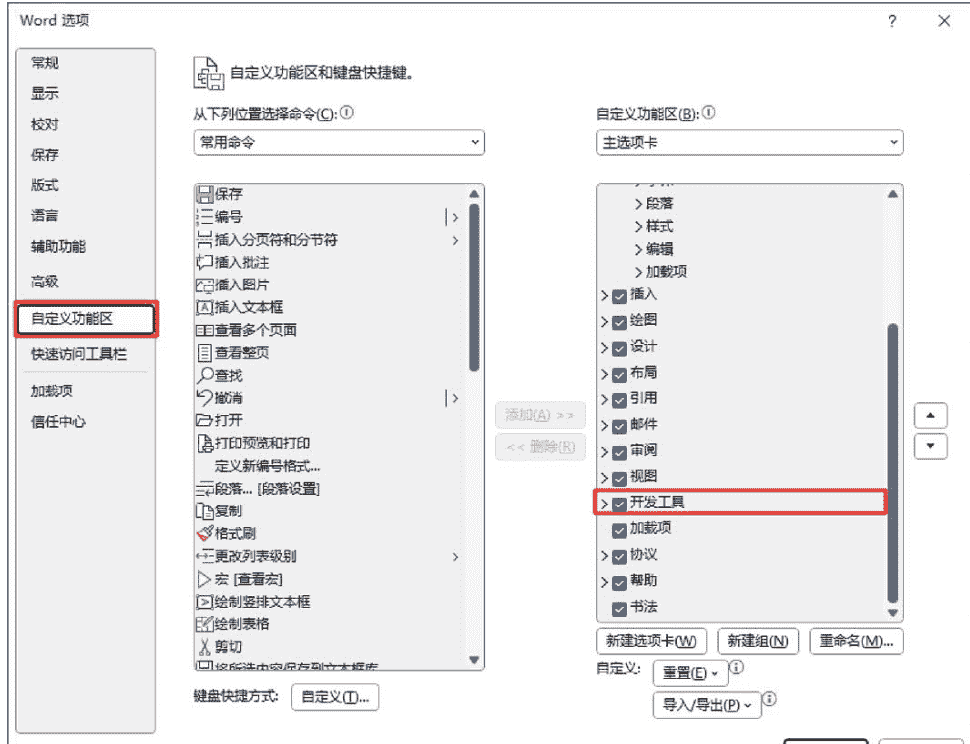 Word 选项
?
常规
显示
校对
保存
版式
语言
辅助功能
高级
自定义功能区
快速访问工具栏
加载项
信任中心
自定义功能区和键盘快捷键。
从下列位置选择命令(C):
常用命令
保存
编号
插入分页符和分节符
插入批注
插入图片
插入文本框
查看多个页面
查看整页
查找
撤消
打开
打印预览和打印
定义新编号格式...
段落... [段落设置]
复制
格式刷
更改列表级别
宏 [查看宏]
绘制竖排文本框
绘制表格
剪切
将所选内容保存到文本框库
键盘快捷方式: 自定义(T)...
添加(A) >>
<< 删除(R)
自定义功能区(B):
主选项卡
段落
样式
编辑
加载项
插入
绘图
设计
布局
引用
邮件
审阅
视图
开发工具
加载项
协议
帮助
书法
新建选项卡(W) 新建组(N) 重命名(M)...
自定义: 重置(E)
导入/导出(P)